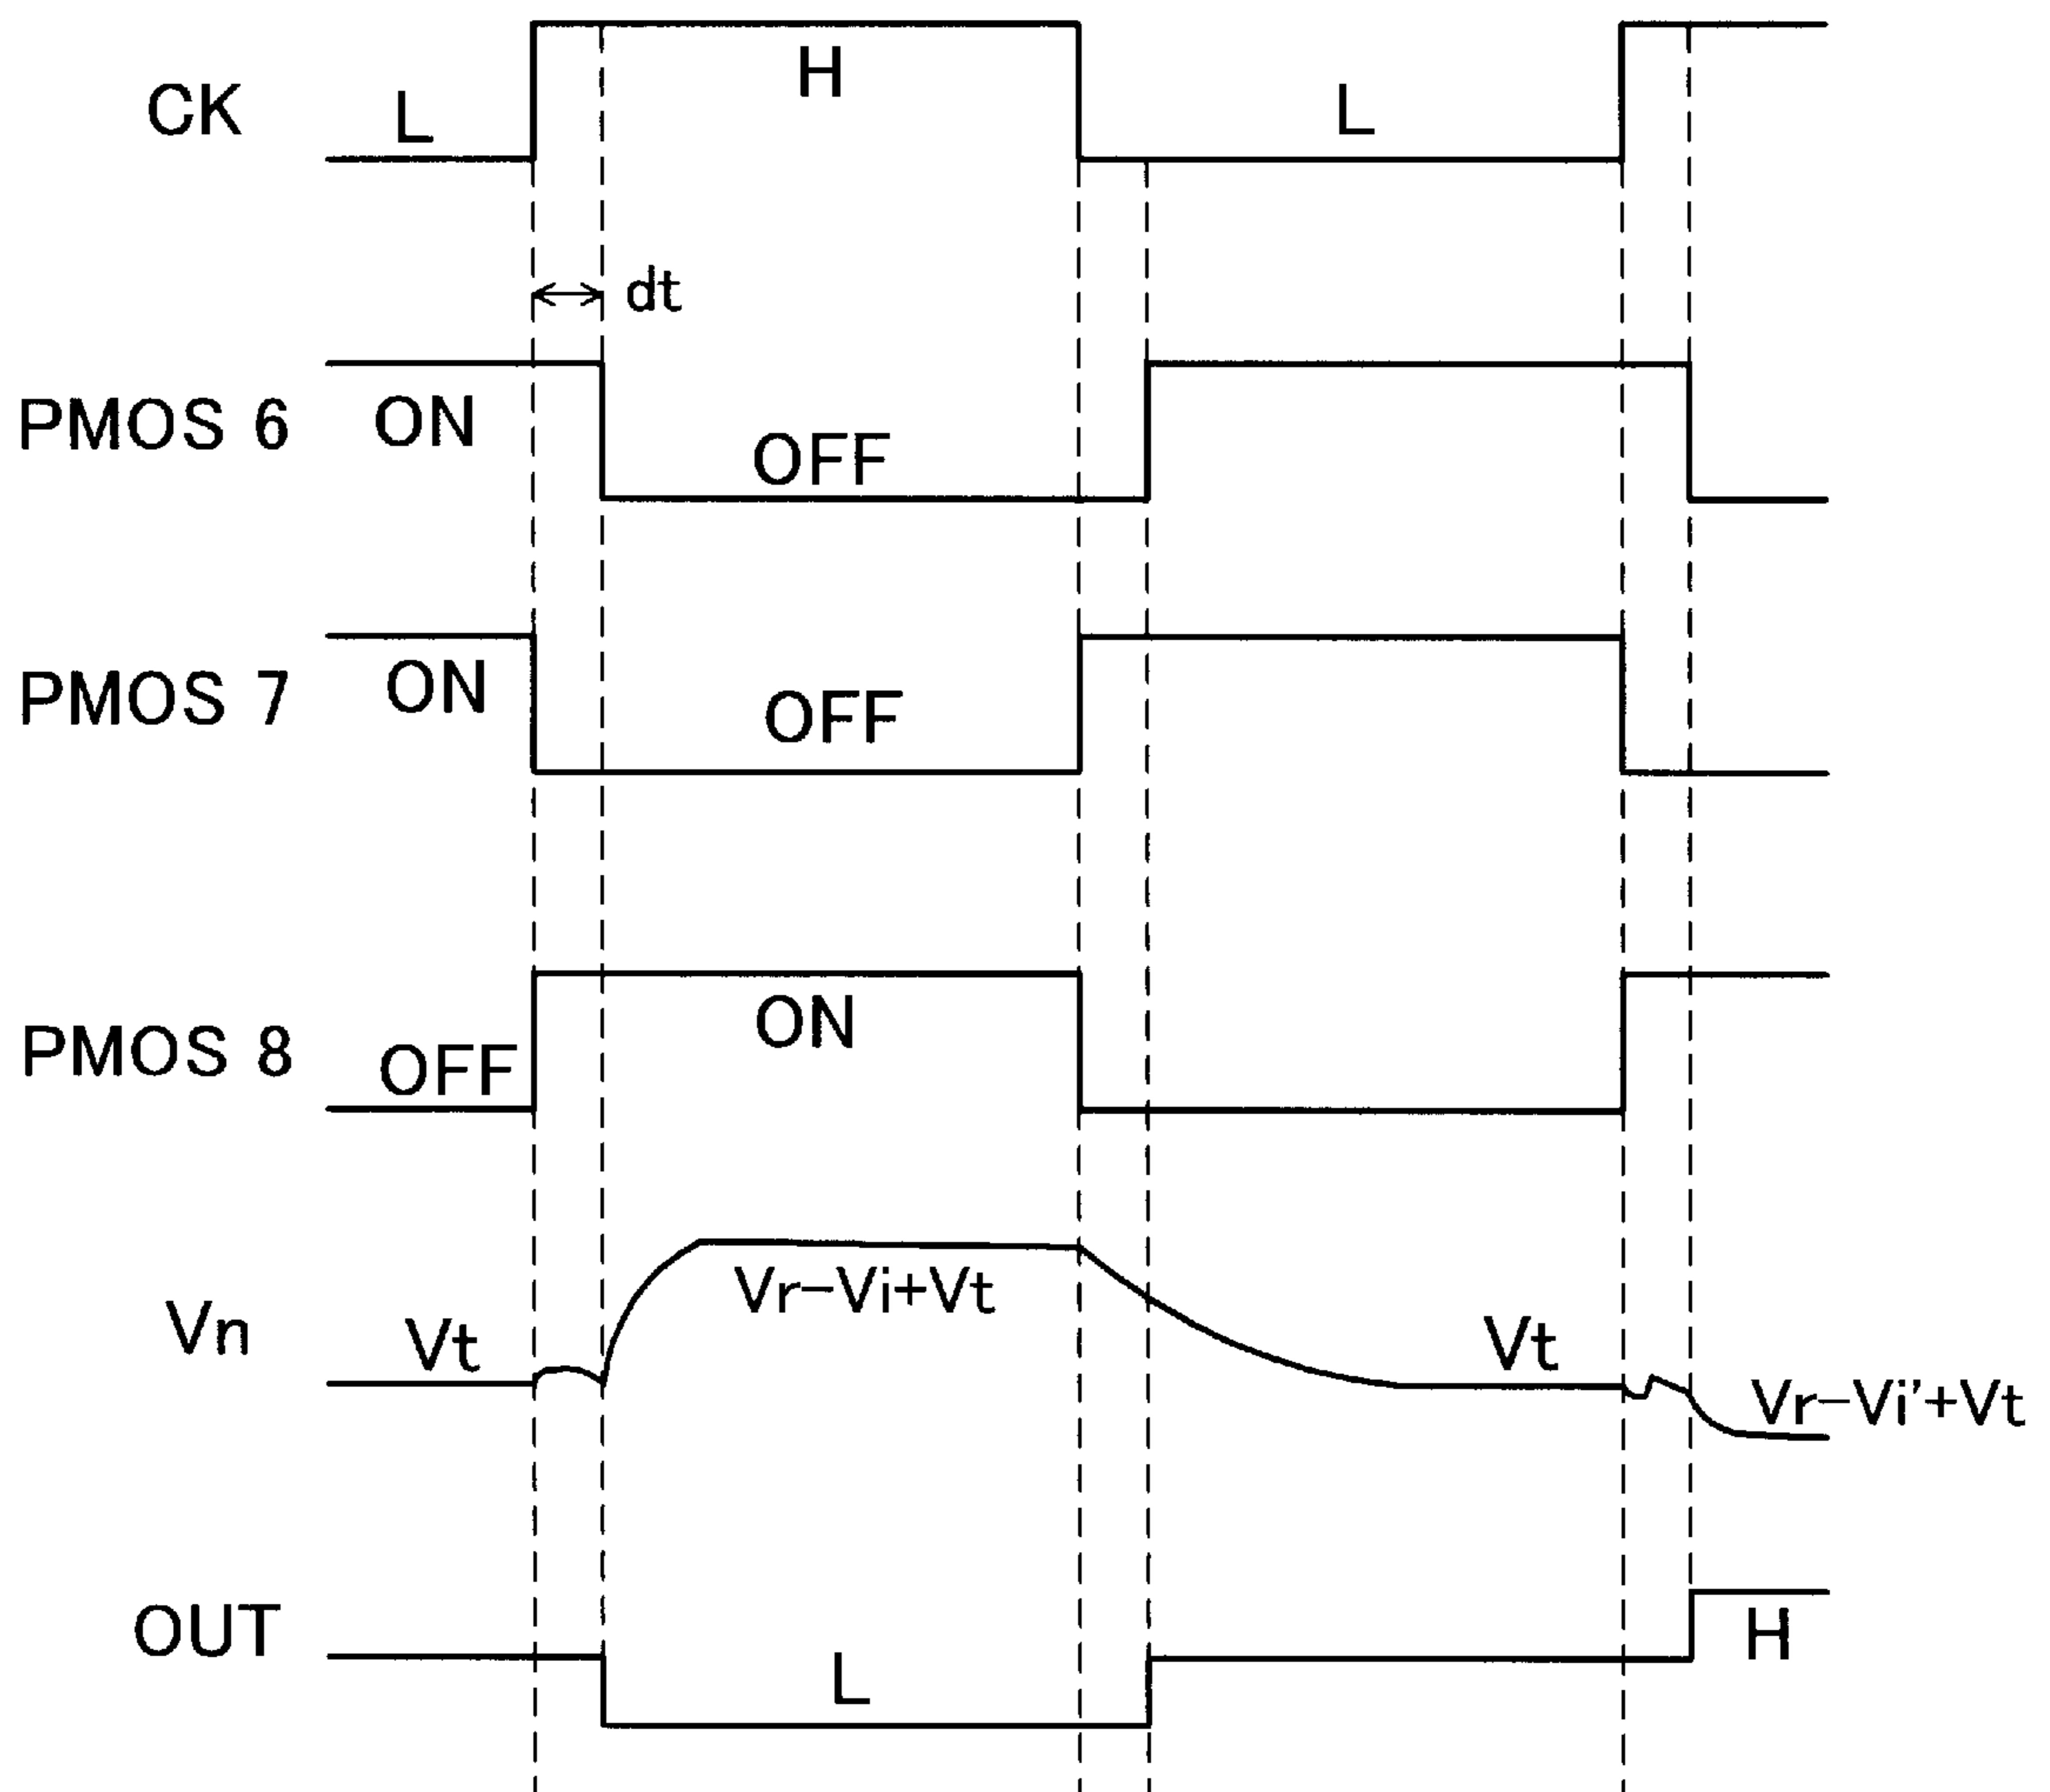 CK L H L
dt
PMOS 6 ON OFF
PMOS 7 ON OFF
PMOS 8 OFF ON
Vn Vt Vr−Vi+Vt Vt Vr−Vi'+Vt
OUT L H